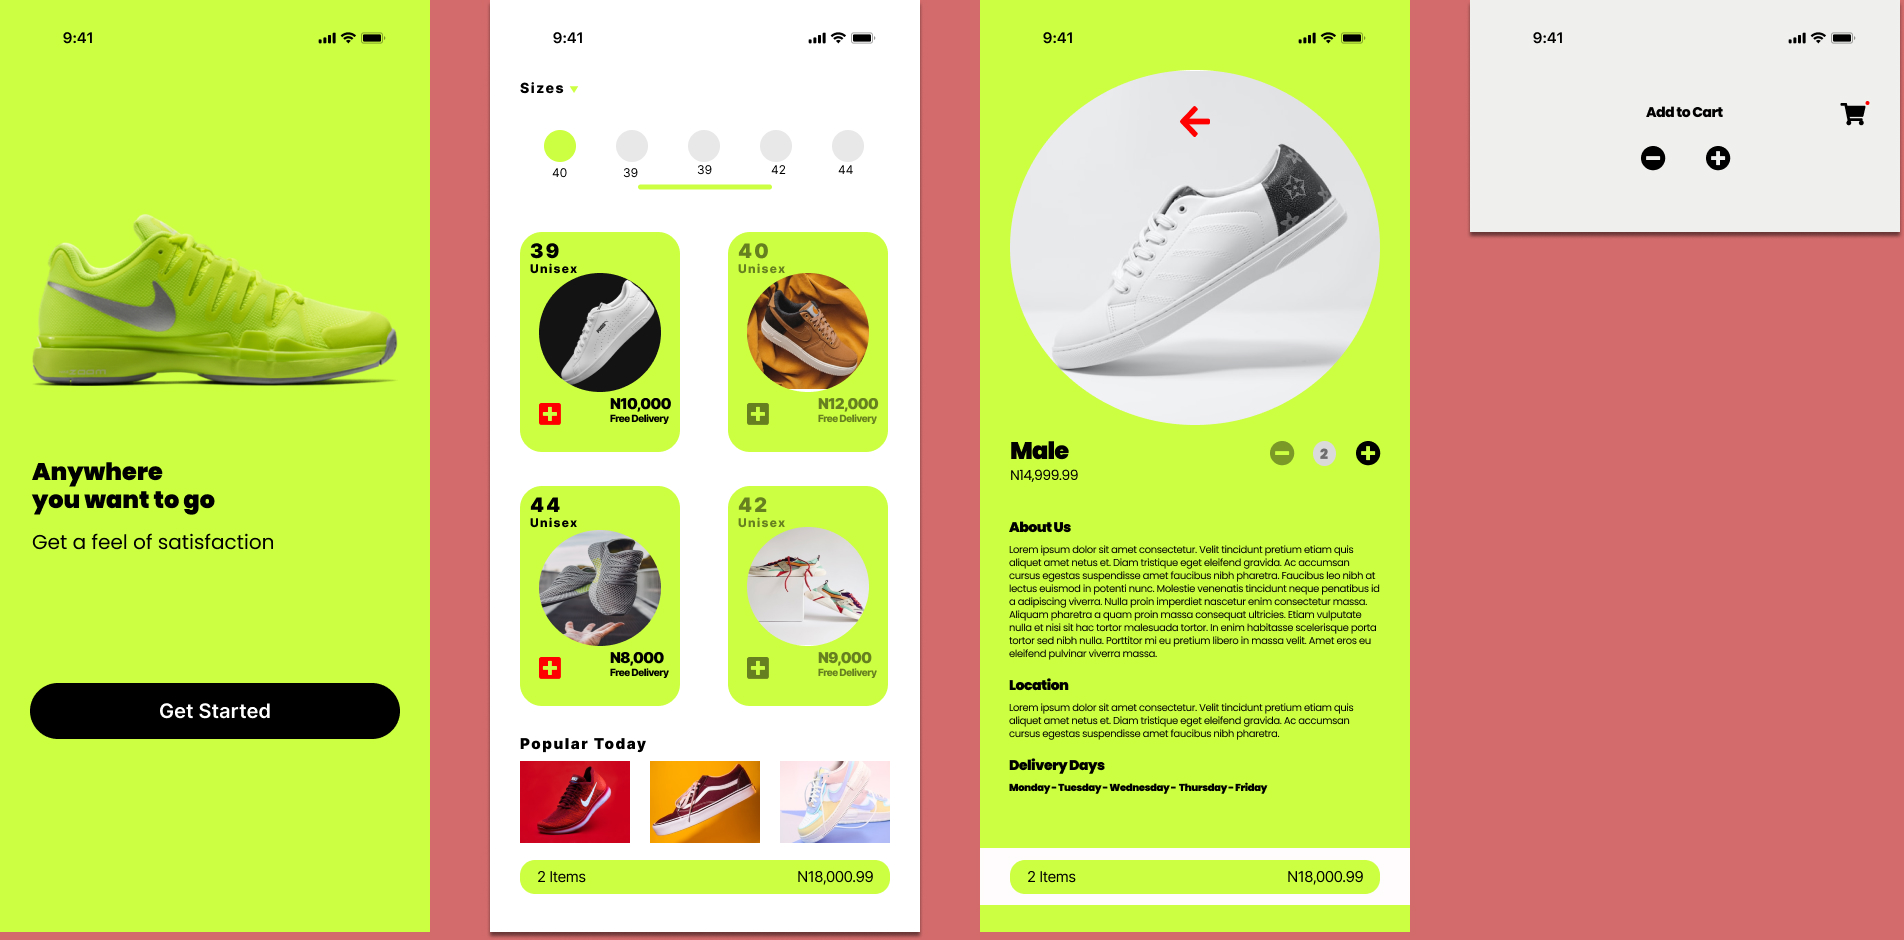 9:41
Anywhere
you want to go
Get a feel of satisfaction
Get Started
9:41
Sizes
40
39
39
42
44
39
Unisex
N10,000
Free Delivery
40
Unisex
N12,000
Free Delivery
44
Unisex
N8,000
Free Delivery
42
Unisex
N9,000
Free Delivery
Popular Today
2 Items
N18,000.99
9:41
Male
N14,999.99
2
About Us
Lorem ipsum dolor sit amet consectetur. Velit tincidunt pretium etiam quis
aliquet amet netus et. Diam tristique eget eleifend gravida. Ac accumsan
cursus egestas suspendisse amet faucibus nibh pharetra. Faucibus leo nibh at
lectus euismod in potenti nunc. Molestie venenatis tincidunt neque penatibus id
a adipiscing viverra. Nulla proin imperdiet nascetur enim consectetur massa.
Aliquam pharetra a quam proin massa consequat ultricies. Etiam vulputate
nulla et nisi sit hac tortor malesuada tortor. In enim habitasse scelerisque porta
tortor sed nibh nulla. Porttitor mi eu pretium libero in massa velit. Amet eros eu
eleifend pulvinar viverra massa.
Location
Lorem ipsum dolor sit amet consectetur. Velit tincidunt pretium etiam quis
aliquet amet netus et. Diam tristique eget eleifend gravida. Ac accumsan
cursus egestas suspendisse amet faucibus nibh pharetra.
Delivery Days
Monday - Tuesday - Wednesday - Thursday - Friday
2 Items
N18,000.99
9:41
Add to Cart